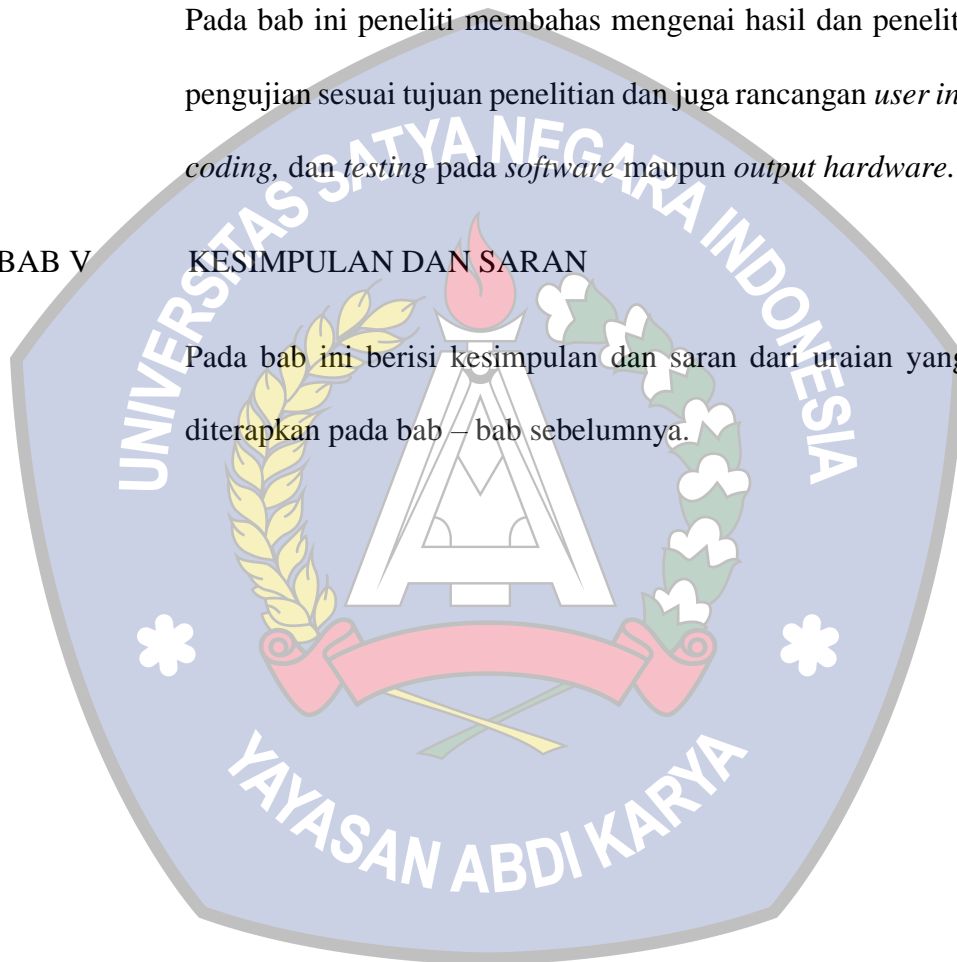 Pada bab ini peneliti membahas mengenai hasil dan penelit
pengujian sesuai tujuan penelitian dan juga rancangan user in
coding, dan testing pada software maupun output hardware.
BAB V KESIMPULAN DAN SARAN
Pada bab ini berisi kesimpulan dan saran dari uraian yang
diterapkan pada bab – bab sebelumnya.
UNIVERSITAS SATYA NEGARA INDONESIA
YAYASAN ABDI KARYA